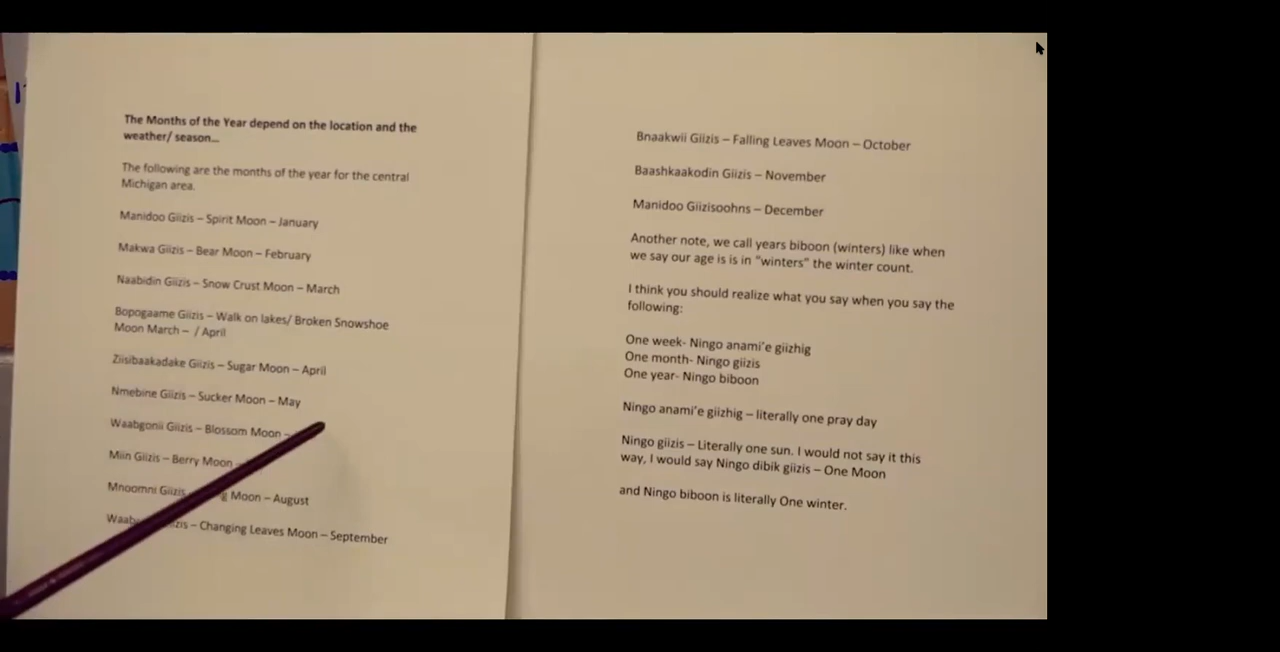 The Months of the Year depend on the location and the
weather/ season...
The following are the months of the year for the central
Michigan area.
Manidoo Giizis – Spirit Moon – January
Makwa Giizis – Bear Moon – February
Naabidin Giizis – Snow Crust Moon – March
Bopogaame Giizis – Walk on lakes/ Broken Snowshoe
Moon March – / April
Ziisibaakadake Giizis – Sugar Moon – April
Nmebine Giizis – Sucker Moon – May
Waabgonii Giizis – Blossom Moon –
Miin Giizis – Berry Moon
Mnoomni Giizis Moon – August
– Changing Leaves Moon – September
Bnaakwii Giizis – Falling Leaves Moon – October
Baashkaakodin Giizis – November
Manidoo Giizisoohns – December
Another note, we call years biboon (winters) like when
we say our age is is in "winters" the winter count.
I think you should realize what you say when you say the
following:
One week- Ningo anami'e giizhig
One month- Ningo giizis
One year- Ningo biboon
Ningo anami'e giizhig – literally one pray day
Ningo giizis – Literally one sun. I would not say it this
way, I would say Ningo dibik giizis – One Moon
and Ningo biboon is literally One winter.